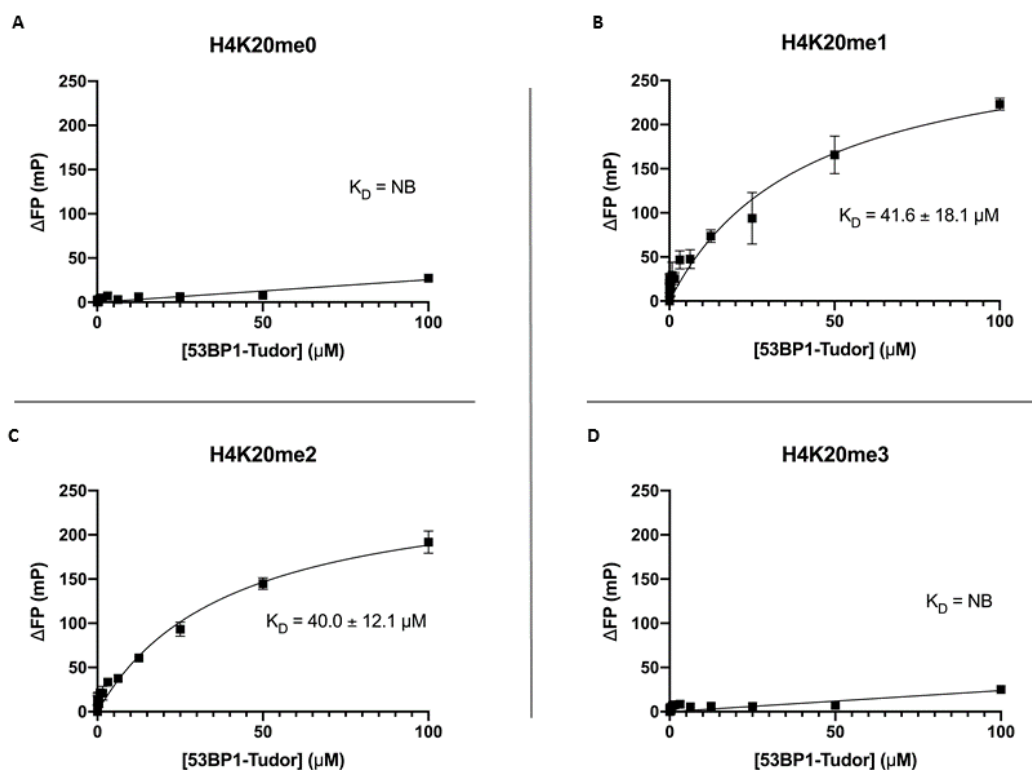 A
H4K20me0
250
200
150
100
50
0
0
50
100
ΔFP (mP)
K_D = NB
[53BP1-Tudor] (μM)
B
H4K20me1
250
200
150
100
50
0
0
50
100
ΔFP (mP)
K_D = 41.6 ± 18.1 μM
[53BP1-Tudor] (μM)
C
H4K20me2
250
200
150
100
50
0
0
50
100
ΔFP (mP)
K_D = 40.0 ± 12.1 μM
[53BP1-Tudor] (μM)
D
H4K20me3
250
200
150
100
50
0
0
50
100
ΔFP (mP)
K_D = NB
[53BP1-Tudor] (μM)